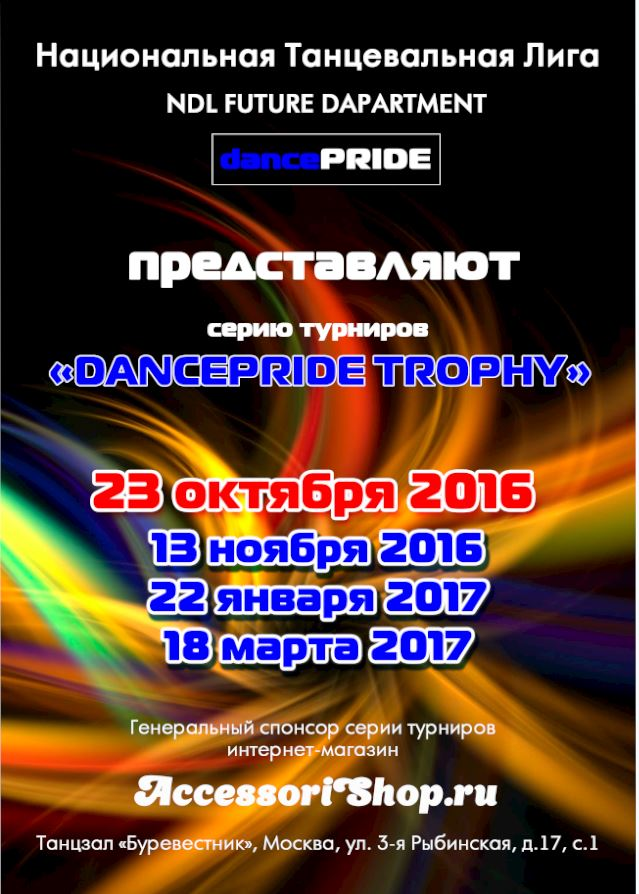 Национальная Танцевальная Лига
NDL FUTURE DAPARTMENT
dancePRIDE
представляют
серию турниров
«DANCEPRIDE TROPHY»
23 октября 2016
13 ноября 2016
22 января 2017
18 марта 2017
Генеральный спонсор серии турниров
интернет-магазин
AccessoriShop.ru
Танцзал «Буревестник», Москва, ул. 3-я Рыбинская, д.17, с.1